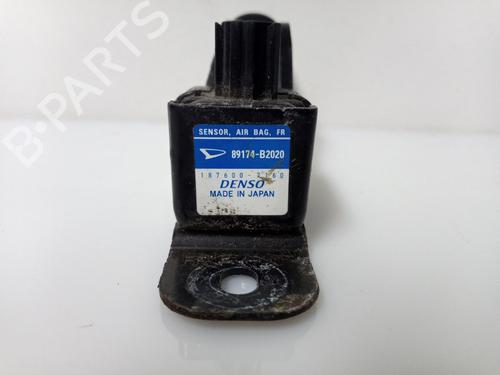 B-PARTS
SENSOR, AIR BAG, FR
89174-B2020
DENSO
MADE IN JAPAN